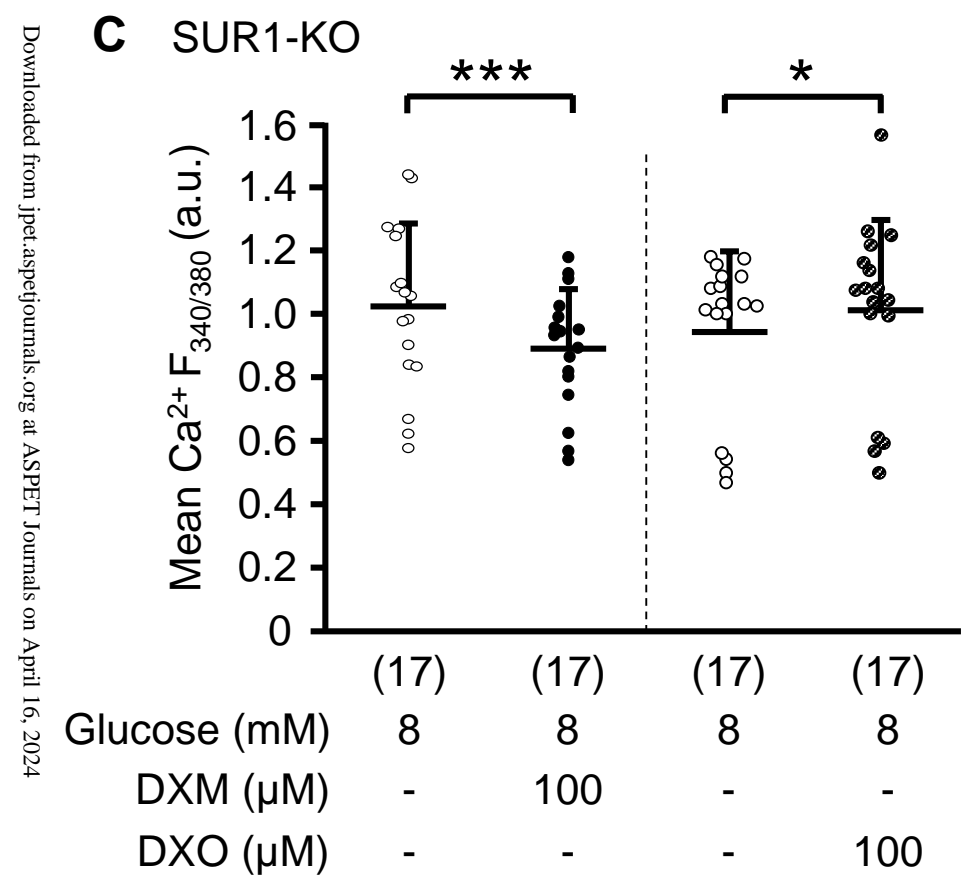 Downloaded from jpet.aspetjournals.org at ASPET Journals on April 16, 2024
C SUR1-KO
*** *
Mean Ca²⁺ F₃₄₀/₃₈₀ (a.u.)
1.6
1.4
1.2
1.0
0.8
0.6
0.4
0.2
0
(17) (17) (17) (17)
Glucose (mM) 8 8 8 8
DXM (µM) - 100 - -
DXO (µM) - - - 100